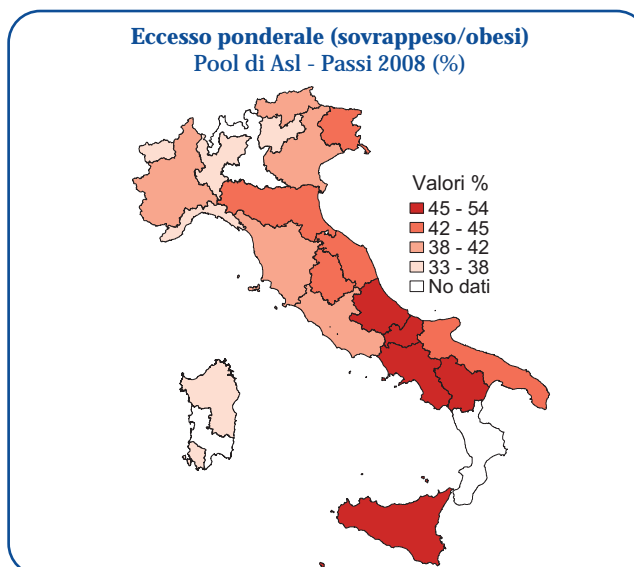 Eccesso ponderale (sovrappeso/obesi)
Pool di Asl - Passi 2008 (%)
Valori %
45 - 54
42 - 45
38 - 42
33 - 38
No dati